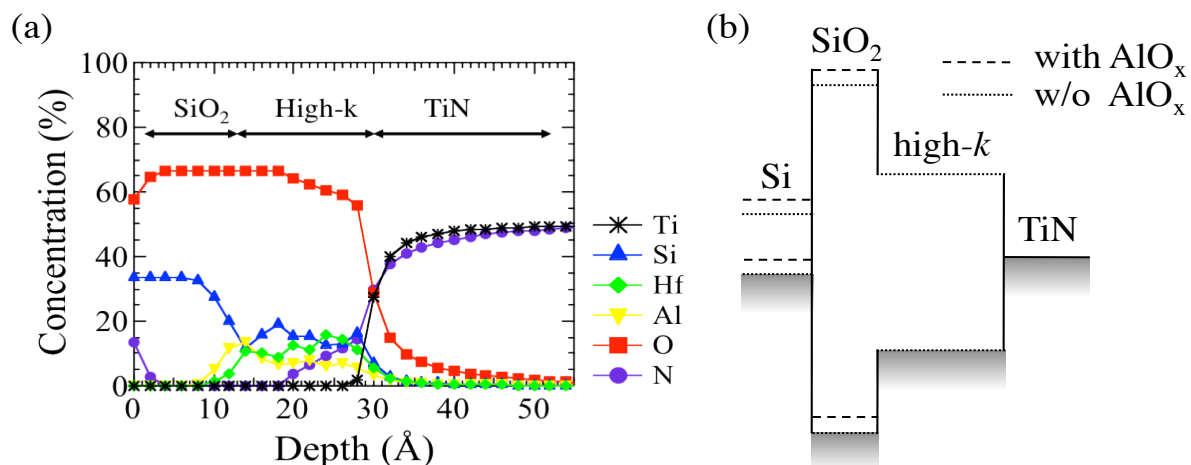 (a)
100
80
60
40
20
0
Concentration (%)
SiO₂
High-k
TiN
0
10
20
30
40
50
Depth (Å)
Ti
Si
Hf
Al
O
N
(b)
SiO₂
with AlOₓ
w/o AlOₓ
high-k
Si
TiN